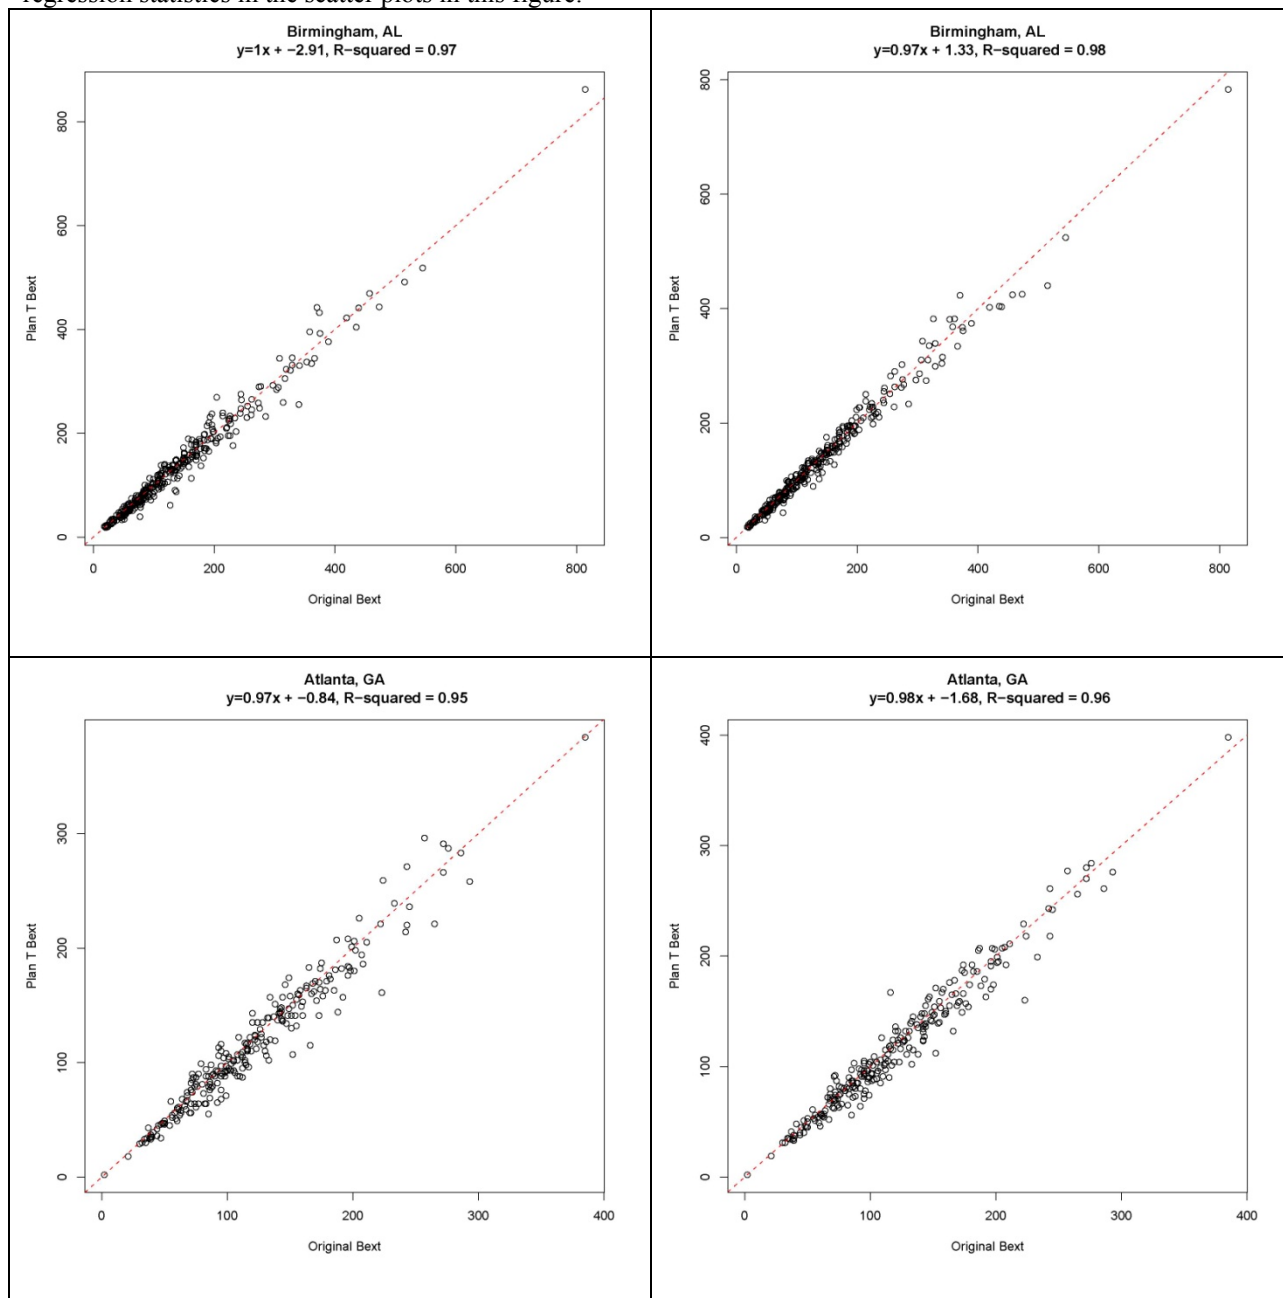 regression statistics in the scatter plots in this figure.
Birmingham, AL
y=1x + −2.91, R−squared = 0.97
Plan T Bext
0
200
400
600
800
0 200 400 600 800
Original Bext
Birmingham, AL
y=0.97x + 1.33, R−squared = 0.98
Plan T Bext
0
200
400
600
800
0 200 400 600 800
Original Bext
Atlanta, GA
y=0.97x + −0.84, R−squared = 0.95
Plan T Bext
0
100
200
300
0 100 200 300 400
Original Bext
Atlanta, GA
y=0.98x + −1.68, R−squared = 0.96
Plan T Bext
0
100
200
300
400
0 100 200 300 400
Original Bext